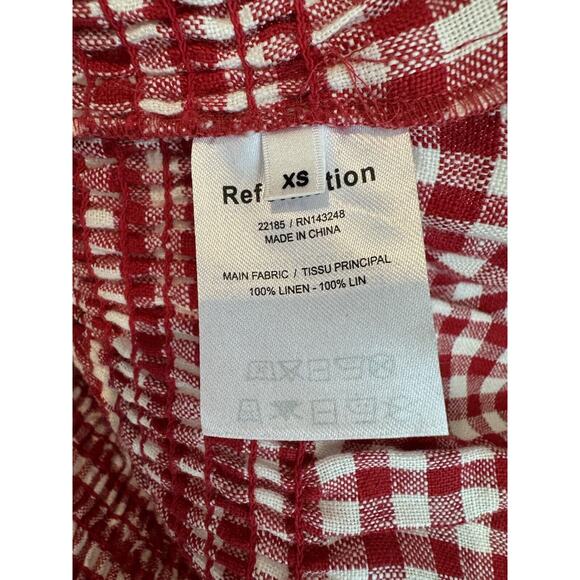 XS
Ref tion
22185 / RN143248
MADE IN CHINA
MAIN FABRIC / TISSU PRINCIPAL
100% LINEN - 100% LIN